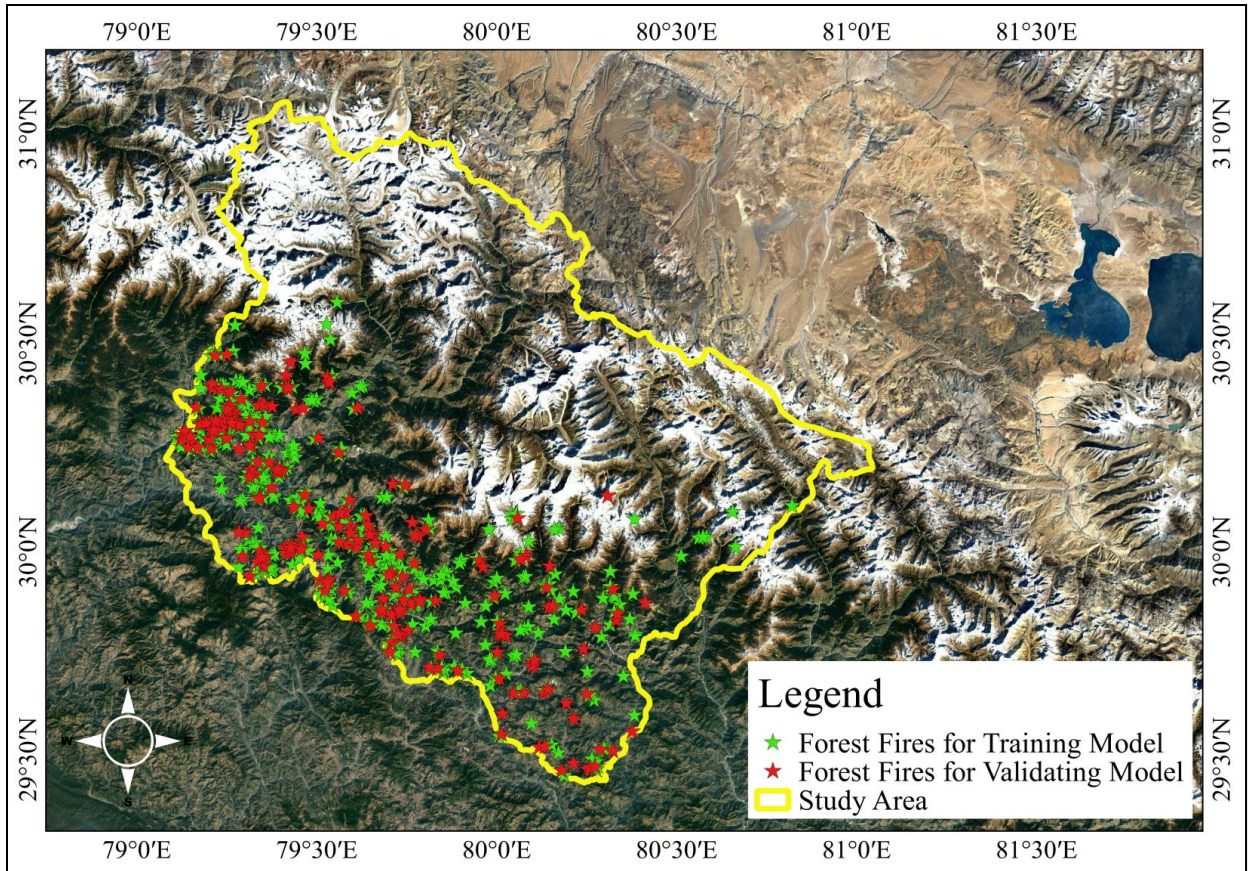 79°0′E 79°30′E 80°0′E 80°30′E 81°0′E 81°30′E
31°0′N 31°0′N
30°30′N 30°30′N
30°0′N 30°0′N
29°30′N 29°30′N
N
W E
S
Legend
Forest Fires for Training Model
Forest Fires for Validating Model
Study Area
79°0′E 79°30′E 80°0′E 80°30′E 81°0′E 81°30′E